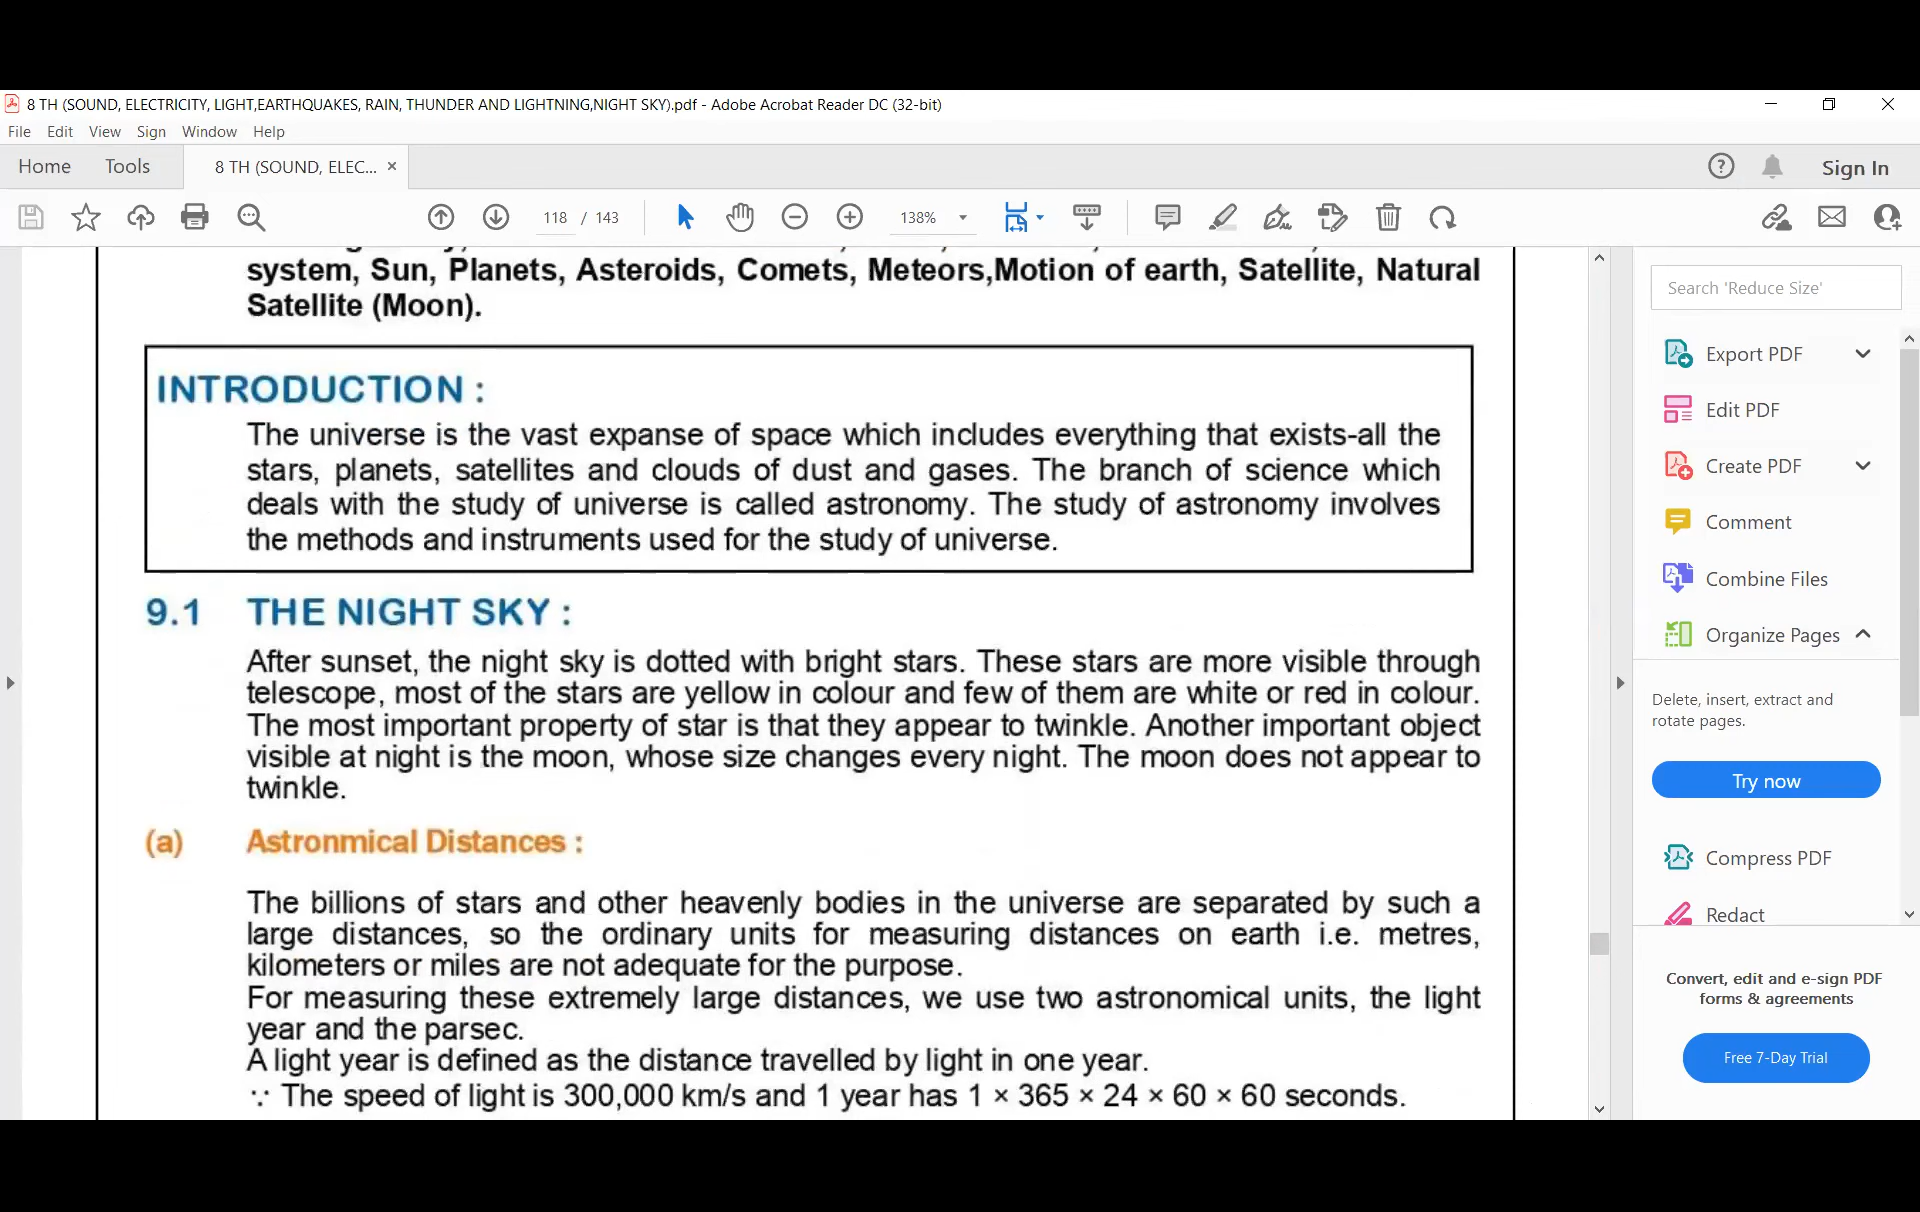 8 TH (SOUND, ELECTRICITY, LIGHT,EARTHQUAKES, RAIN, THUNDER AND LIGHTNING,NIGHT SKY).pdf - Adobe Acrobat Reader DC (32-bit)
File Edit View Sign Window Help
Home Tools 8 TH (SOUND, ELEC... × Sign In
118 / 143 138%
system, Sun, Planets, Asteroids, Comets, Meteors,Motion of earth, Satellite, Natural
Satellite (Moon).
INTRODUCTION :
The universe is the vast expanse of space which includes everything that exists-all the
stars, planets, satellites and clouds of dust and gases. The branch of science which
deals with the study of universe is called astronomy. The study of astronomy involves
the methods and instruments used for the study of universe.
9.1 THE NIGHT SKY :
After sunset, the night sky is dotted with bright stars. These stars are more visible through
telescope, most of the stars are yellow in colour and few of them are white or red in colour.
The most important property of star is that they appear to twinkle. Another important object
visible at night is the moon, whose size changes every night. The moon does not appear to
twinkle.
(a) Astronmical Distances :
The billions of stars and other heavenly bodies in the universe are separated by such a
large distances, so the ordinary units for measuring distances on earth i.e. metres,
kilometers or miles are not adequate for the purpose.
For measuring these extremely large distances, we use two astronomical units, the light
year and the parsec.
A light year is defined as the distance travelled by light in one year.
∵ The speed of light is 300,000 km/s and 1 year has 1 × 365 × 24 × 60 × 60 seconds.
Search 'Reduce Size'
Export PDF
Edit PDF
Create PDF
Comment
Combine Files
Organize Pages
Delete, insert, extract and
rotate pages.
Try now
Compress PDF
Redact
Convert, edit and e-sign PDF
forms & agreements
Free 7-Day Trial